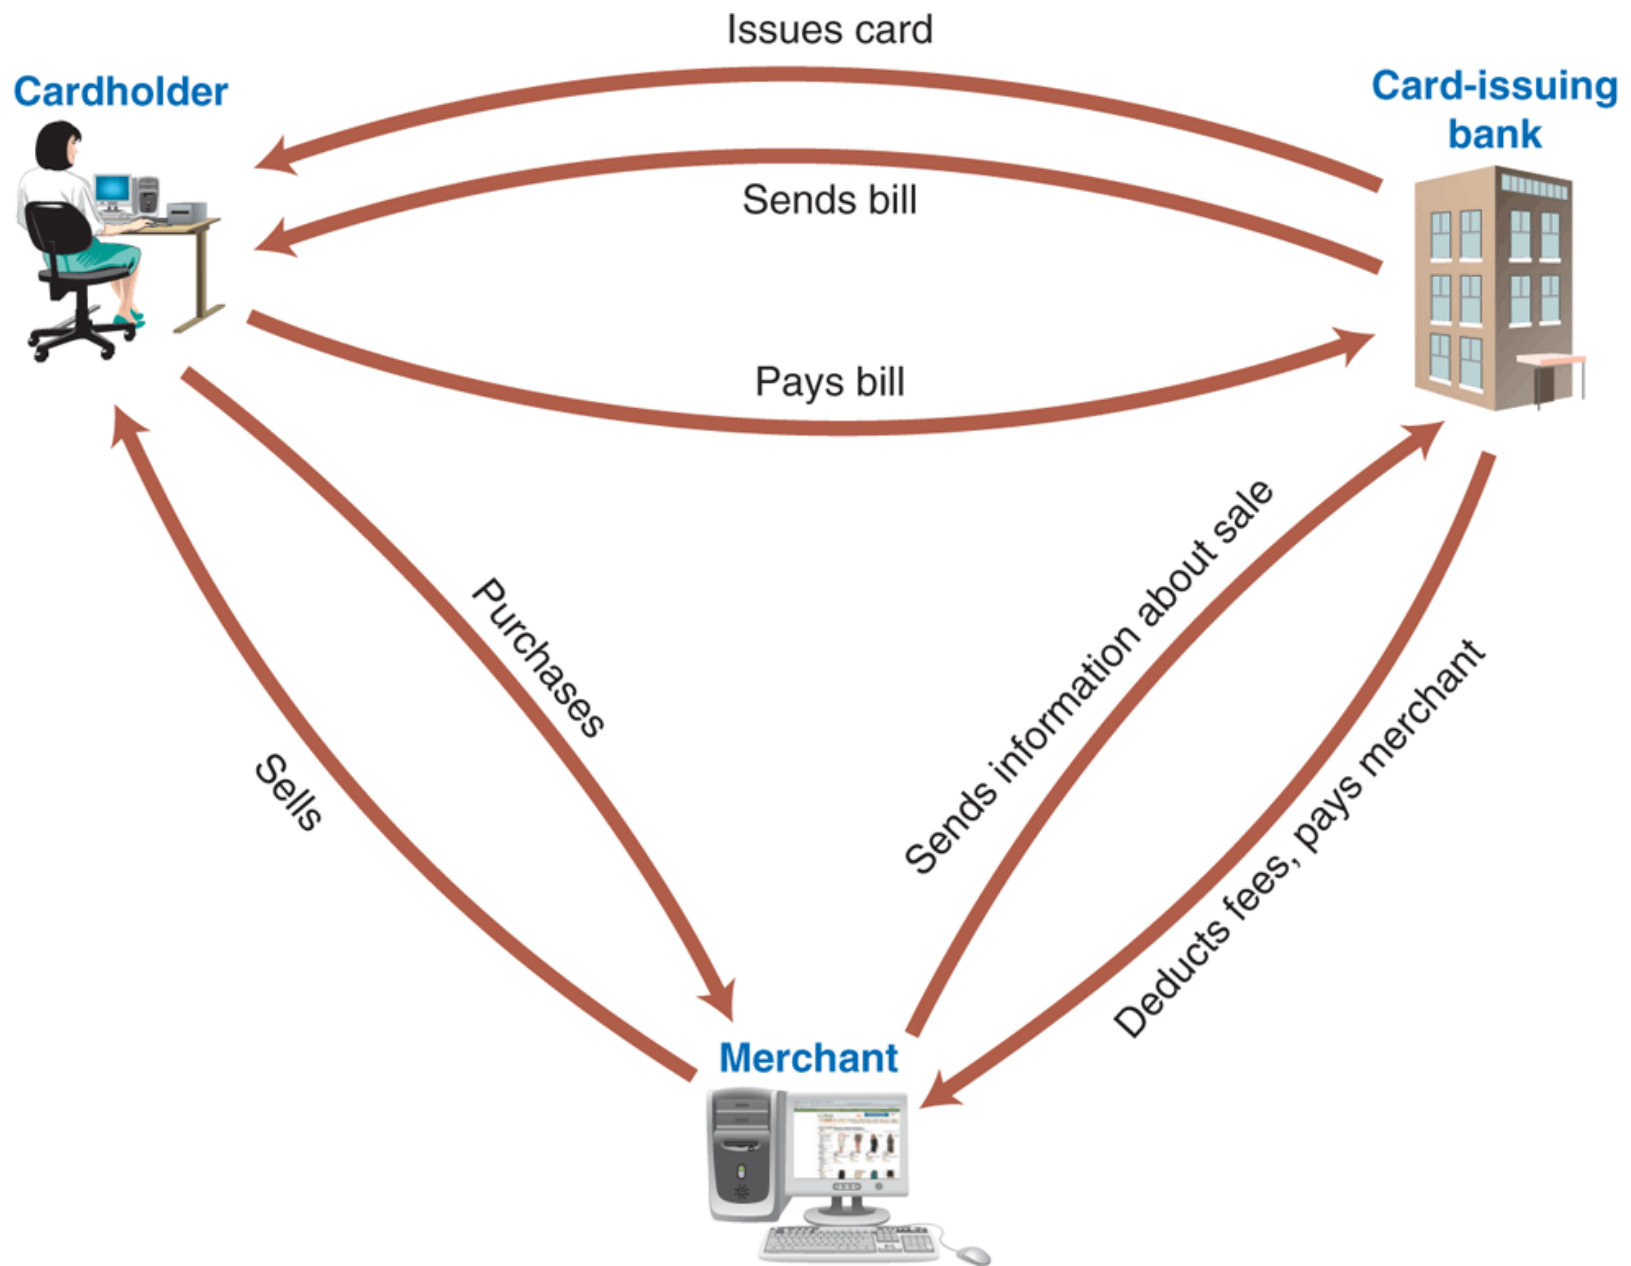 Issues card
Cardholder
Card-issuing
bank
Sends bill
Pays bill
Purchases
Sells
Sends information about sale
Deducts fees, pays merchant
Merchant